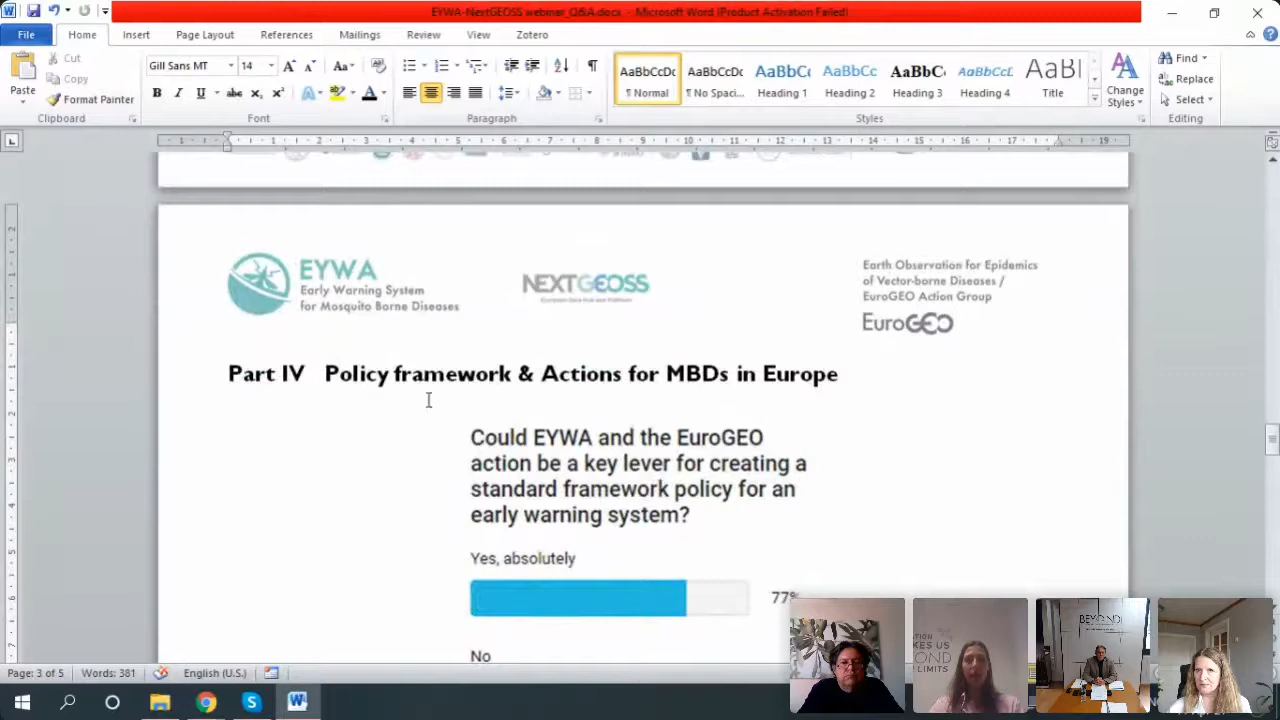 EYWA-NextGEOSS webinar_Q&A.docx - Microsoft Word (Product Activation Failed)
File Home Insert Page Layout References Mailings Review View Zotero
Paste
Cut
Copy
Format Painter
Clipboard
Gill Sans MT 14
Font
Paragraph
AaBbCcDc AaBbCcDc AaBbC AaBbCc AaBbC AaBbCcL AaB
¶ Normal ¶ No Spaci... Heading 1 Heading 2 Heading 3 Heading 4 Title
Change
Styles
Styles
Find
Replace
Select
Editing
EYWA
Early Warning System
for Mosquito Borne Diseases
NEXTGEOSS
Earth Observation for Epidemics
of Vector-borne Diseases /
EuroGEO Action Group
EuroGEO
Part IV Policy framework & Actions for MBDs in Europe
Could EYWA and the EuroGEO
action be a key lever for creating a
standard framework policy for an
early warning system?
Yes, absolutely
77%
No
BEYOND
LIMITS
Page: 3 of 5 Words: 381 English (U.S.)